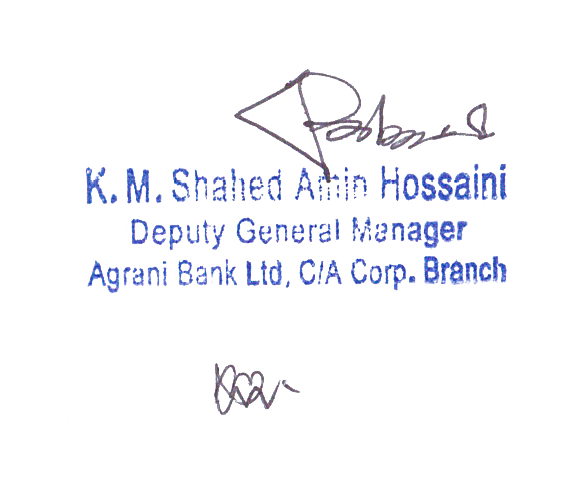 K. M. Shahed Amin Hossaini
Deputy General Manager
Agrani Bank Ltd, C/A Corp. Branch